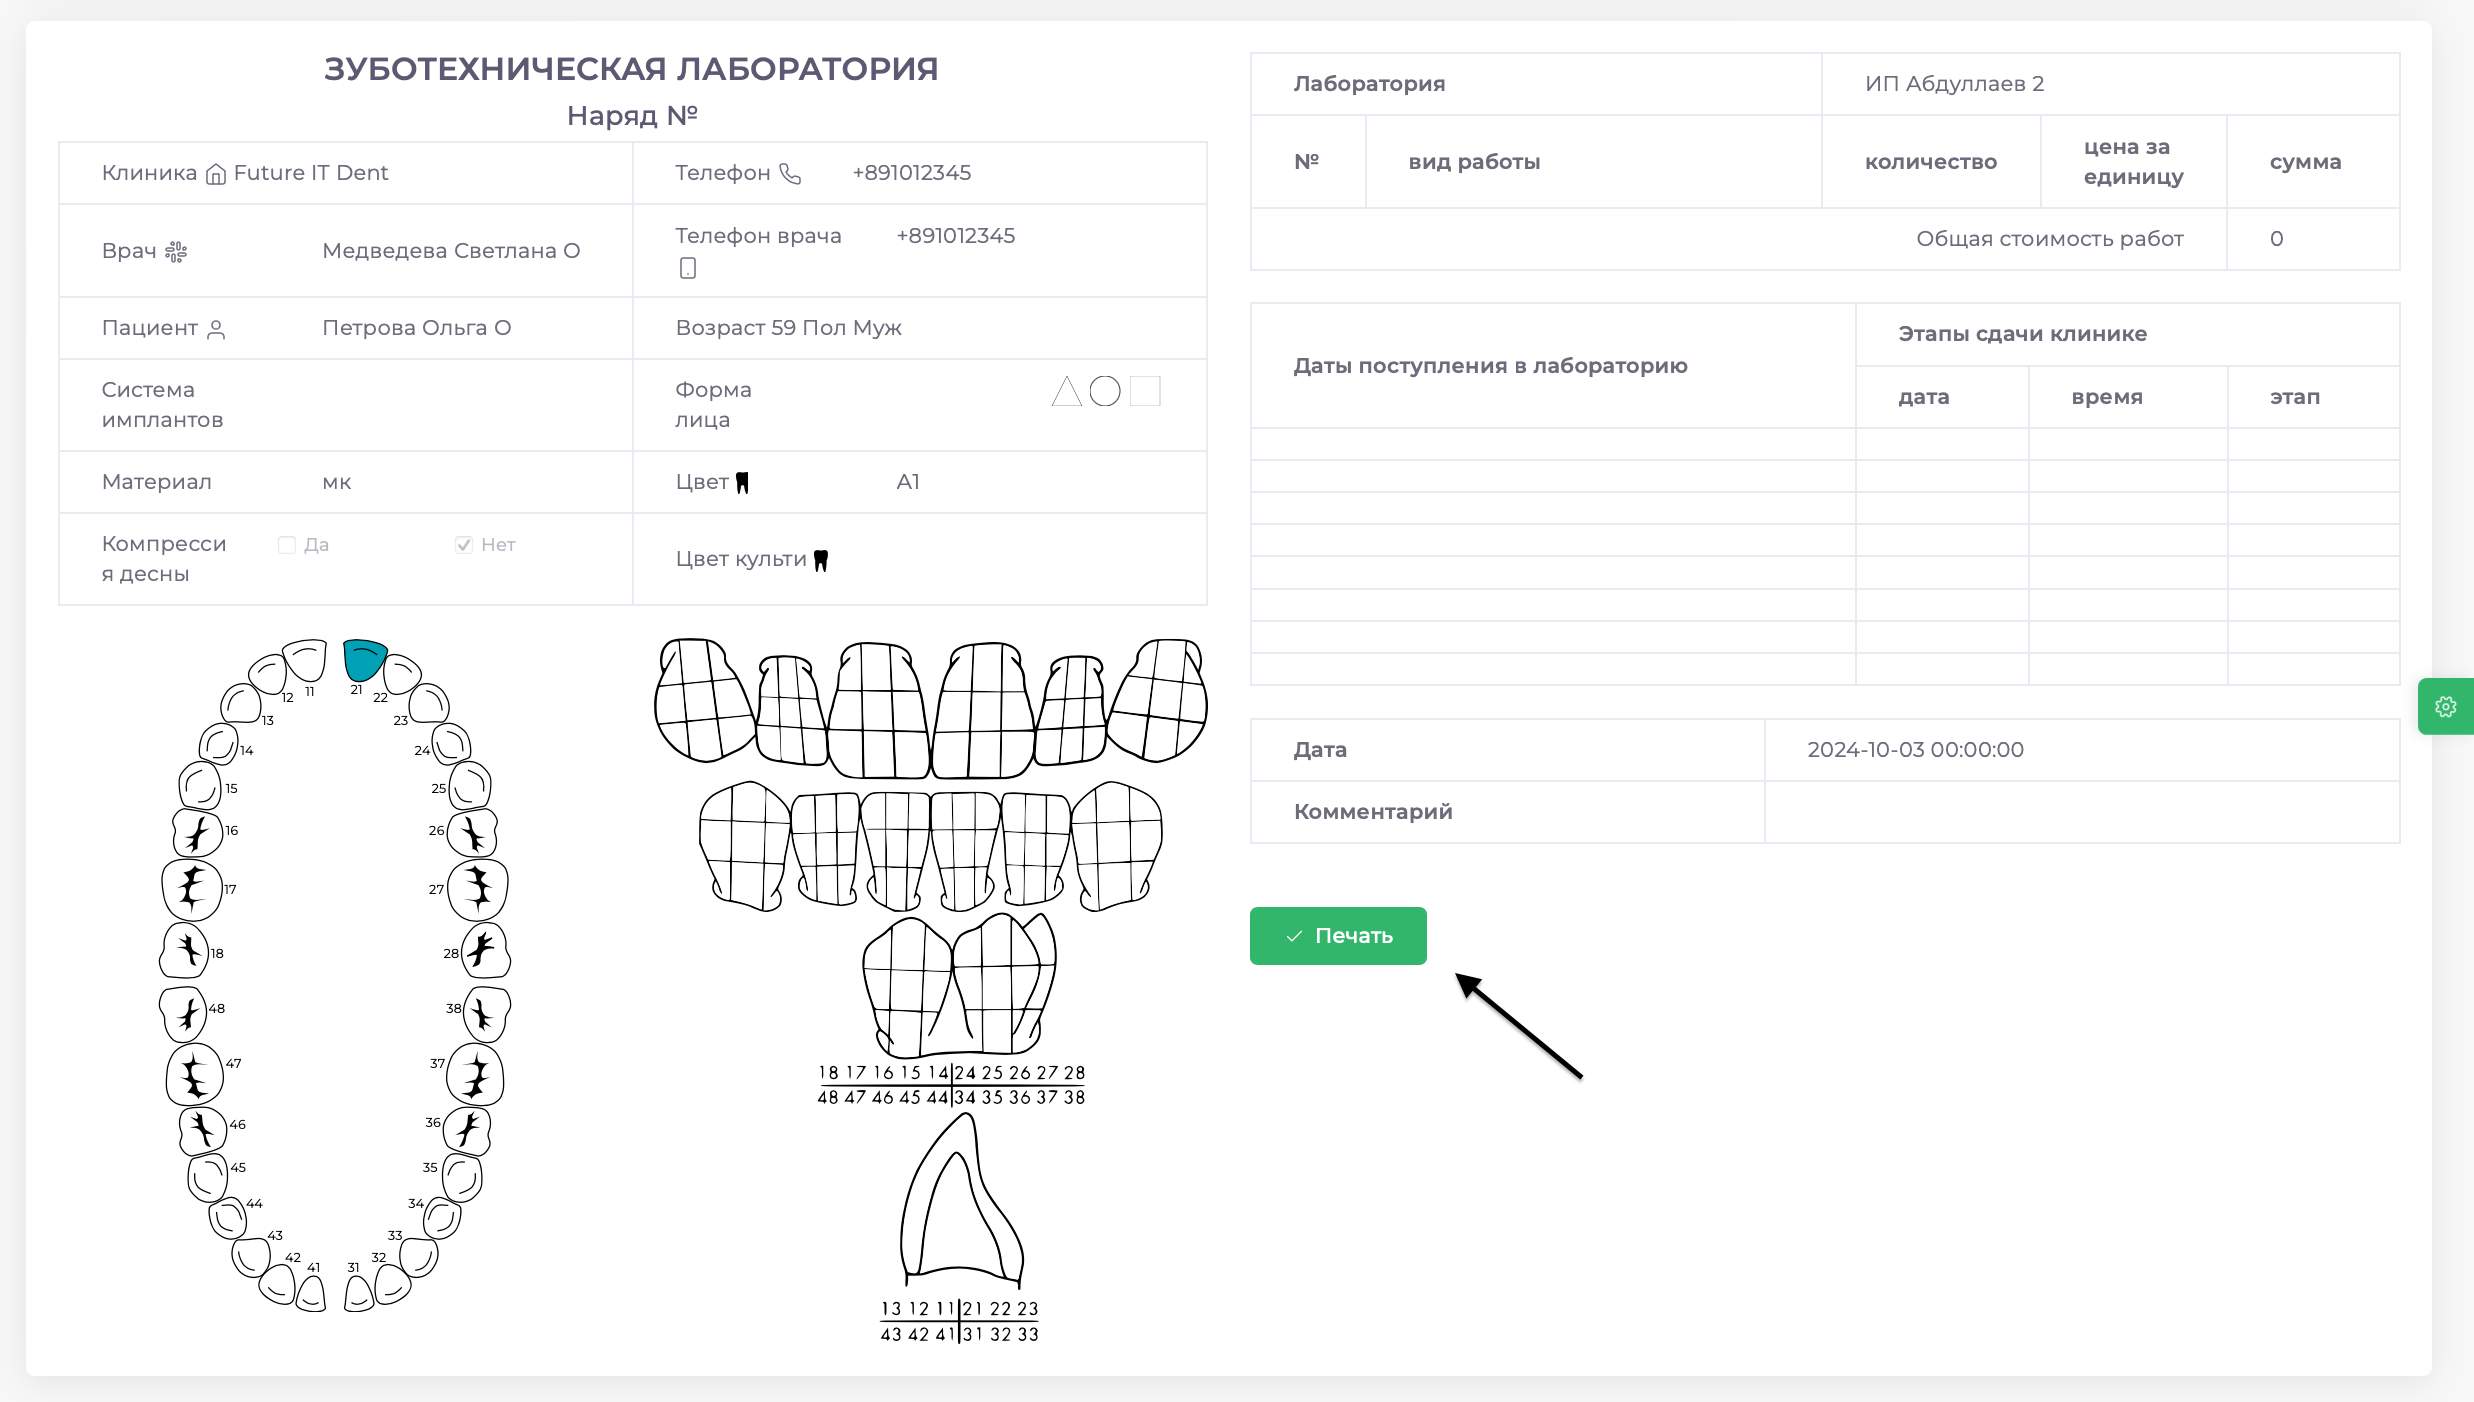 ЗУБОТЕХНИЧЕСКАЯ ЛАБОРАТОРИЯ
Наряд №
Клиника Future IT Dent
Телефон +891012345
Врач Медведева Светлана О
Телефон врача +891012345
Пациент Петрова Ольга О
Возраст 59 Пол Муж
Система
имплантов
Форма
лица
Материал мк
Цвет A1
Компресси
я десны
Да Нет
Цвет культи
11 21
12 22
13 23
14 24
15 25
16 26
17 27
18 28
48 38
47 37
46 36
45 35
44 34
43 33
42 32
41 31
18 17 16 15 14 24 25 26 27 28
48 47 46 45 44 34 35 36 37 38
13 12 11 21 22 23
43 42 41 31 32 33
Лаборатория ИП Абдуллаев 2
№ вид работы количество цена за
единицу сумма
Общая стоимость работ 0
Даты поступления в лабораторию
Этапы сдачи клинике
дата время этап
Дата 2024-10-03 00:00:00
Комментарий
Печать